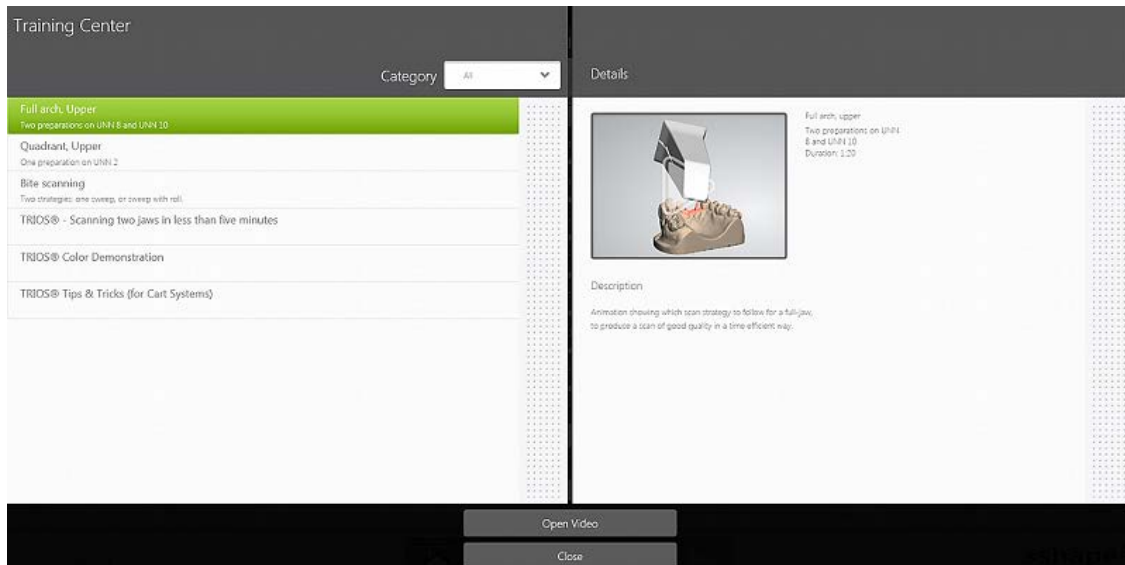 Training Center
Category
All
Details
Full arch, Upper
Two preparations on UNN 8 and UNN 10
Quadrant, Upper
One preparation on UNN 2
Bite scanning
Two strategies: one sweep, or sweep with roll.
TRIOS® - Scanning two jaws in less than five minutes
TRIOS® Color Demonstration
TRIOS® Tips & Tricks (for Cart Systems)
Full arch, upper
Two preparations on UNN
8 and UNN 10
Duration: 1:20
Description
Animation showing which scan strategy to follow for a full-jaw,
to produce a scan of good quality in a time efficient way.
Open Video
Close